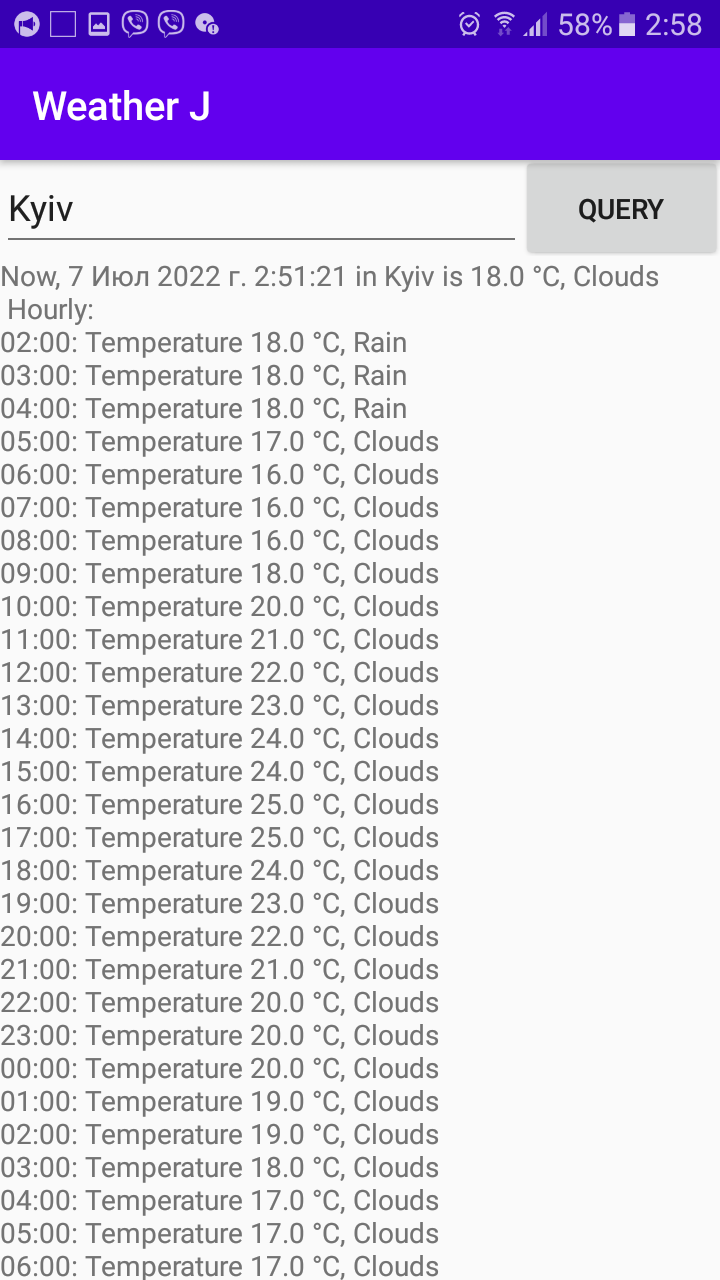 58% 2:58
Weather J
Kyiv
QUERY
Now, 7 Июл 2022 г. 2:51:21 in Kyiv is 18.0 °C, Clouds
Hourly:
02:00: Temperature 18.0 °C, Rain
03:00: Temperature 18.0 °C, Rain
04:00: Temperature 18.0 °C, Rain
05:00: Temperature 17.0 °C, Clouds
06:00: Temperature 16.0 °C, Clouds
07:00: Temperature 16.0 °C, Clouds
08:00: Temperature 16.0 °C, Clouds
09:00: Temperature 18.0 °C, Clouds
10:00: Temperature 20.0 °C, Clouds
11:00: Temperature 21.0 °C, Clouds
12:00: Temperature 22.0 °C, Clouds
13:00: Temperature 23.0 °C, Clouds
14:00: Temperature 24.0 °C, Clouds
15:00: Temperature 24.0 °C, Clouds
16:00: Temperature 25.0 °C, Clouds
17:00: Temperature 25.0 °C, Clouds
18:00: Temperature 24.0 °C, Clouds
19:00: Temperature 23.0 °C, Clouds
20:00: Temperature 22.0 °C, Clouds
21:00: Temperature 21.0 °C, Clouds
22:00: Temperature 20.0 °C, Clouds
23:00: Temperature 20.0 °C, Clouds
00:00: Temperature 20.0 °C, Clouds
01:00: Temperature 19.0 °C, Clouds
02:00: Temperature 19.0 °C, Clouds
03:00: Temperature 18.0 °C, Clouds
04:00: Temperature 17.0 °C, Clouds
05:00: Temperature 17.0 °C, Clouds
06:00: Temperature 17.0 °C, Clouds